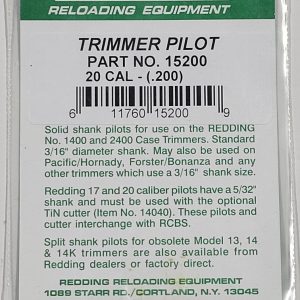 RELOADING EQUIPMENT
TRIMMER PILOT
PART NO. 15200
20 CAL - (.200)
6 11760 15200 9
Solid shank pilots for use on the REDDING
No. 1400 and 2400 Case Trimmers. Standard
3/16" diameter shank. May also be used on
Pacific/Hornady, Forster/Bonanza and any
other trimmers which use a 3/16" shank size.
Redding 17 and 20 caliber pilots have a 5/32"
shank and must be used with the optional
TiN cutter (Item No. 14040). These pilots and
cutter interchange with RCBS.
Split shank pilots for obsolete Model 13, 14
& 14K trimmers are also available from
Redding dealers or factory direct.
REDDING RELOADING EQUIPMENT
1089 STARR RD./CORTLAND, N.Y. 13045